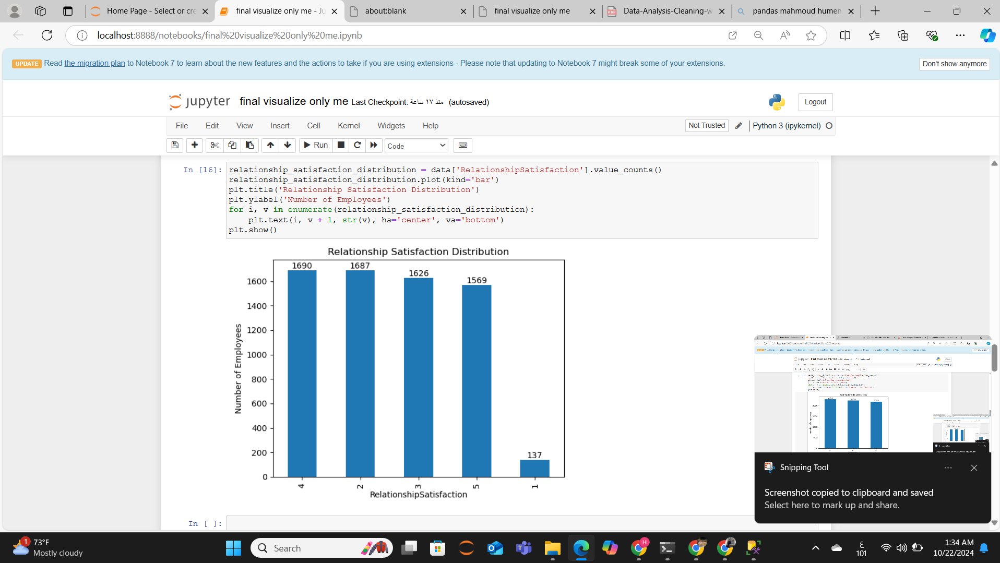 Home Page - Select or cre
final visualize only me - Ju
about:blank
final visualize only me
Data-Analysis-Cleaning-w
pandas mahmoud humen
localhost:8888/notebooks/final%20visualize%20only%20me.ipynb
UPDATE Read the migration plan to Notebook 7 to learn about the new features and the actions to take if you are using extensions - Please note that updating to Notebook 7 might break some of your extensions.
Don't show anymore
jupyter final visualize only me Last Checkpoint: منذ ١٧ ساعة (autosaved)
Logout
File Edit View Insert Cell Kernel Widgets Help
Not Trusted
Python 3 (ipykernel)
Run
Code
In [16]:
relationship_satisfaction_distribution = data['RelationshipSatisfaction'].value_counts()
relationship_satisfaction_distribution.plot(kind='bar')
plt.title('Relationship Satisfaction Distribution')
plt.ylabel('Number of Employees')
for i, v in enumerate(relationship_satisfaction_distribution):
    plt.text(i, v + 1, str(v), ha='center', va='bottom')
plt.show()
Relationship Satisfaction Distribution
1690 1687 1626 1569 137
1600
1400
1200
1000
800
600
400
200
0
Number of Employees
4 2 3 5 1
RelationshipSatisfaction
In [ ]:
Self Rating Distribution
Snipping Tool
Screenshot copied to clipboard and saved
Select here to mark up and share.
1
73°F
Mostly cloudy
Search
H
ع
101
1:34 AM
10/22/2024